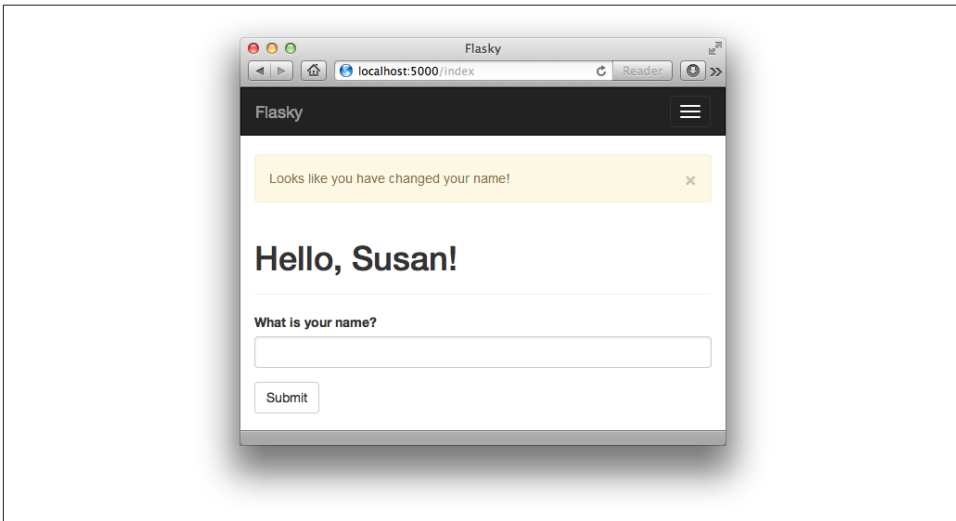 Flasky
localhost:5000/index
Reader
Flasky
Looks like you have changed your name!
×
Hello, Susan!
What is your name?
Submit